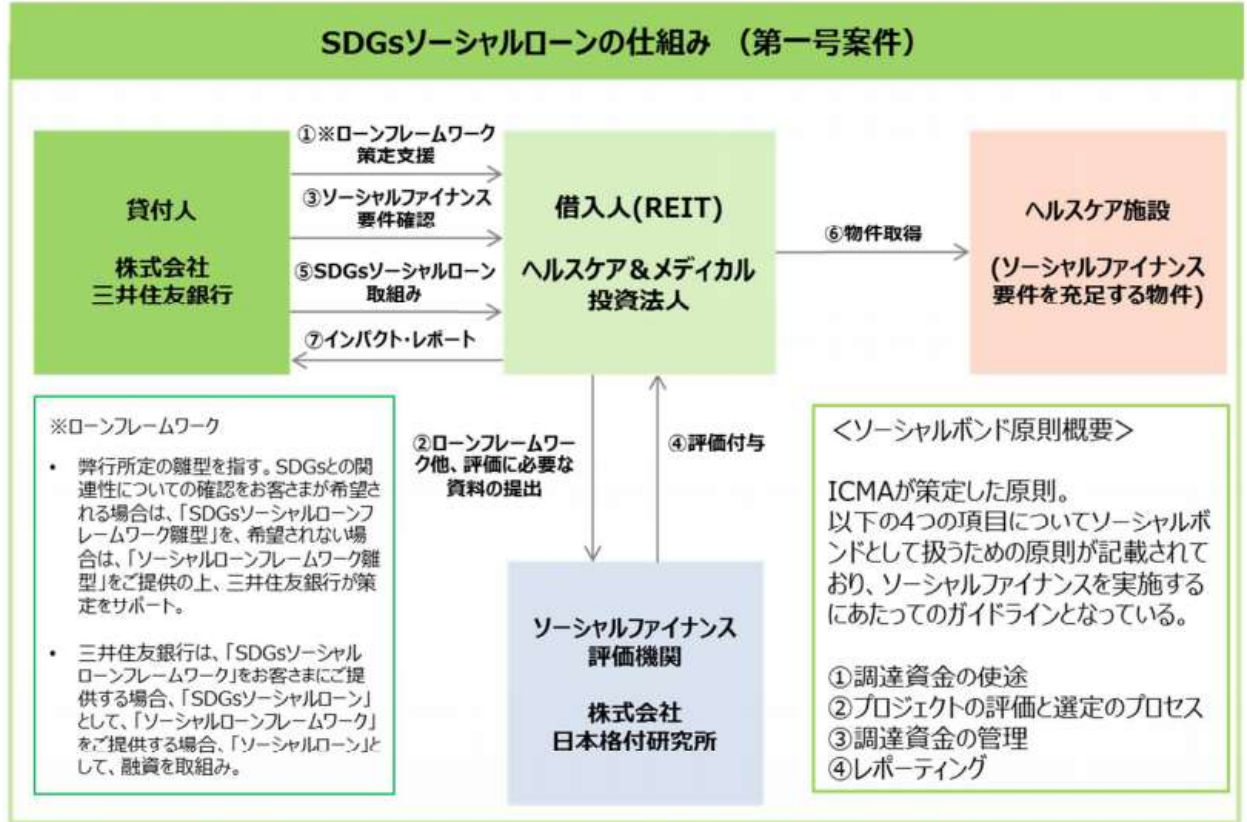 SDGsソーシャルローンの仕組み （第一号案件）
貸付人
株式会社
三井住友銀行
①※ローンフレームワーク
策定支援
③ソーシャルファイナンス
要件確認
⑤SDGsソーシャルローン
取組み
⑦インパクト・レポート
借入人(REIT)
ヘルスケア＆メディカル
投資法人
⑥物件取得
ヘルスケア施設
(ソーシャルファイナンス
要件を充足する物件)
②ローンフレームワー
ク他、評価に必要な
資料の提出
④評価付与
ソーシャルファイナンス
評価機関
株式会社
日本格付研究所
※ローンフレームワーク
• 弊行所定の雛型を指す。SDGsとの関
連性についての確認をお客さまが希望さ
れる場合は、「SDGsソーシャルローンフ
レームワーク雛型」を、希望されない場
合は、「ソーシャルローンフレームワーク雛
型」をご提供の上、三井住友銀行が策
定をサポート。
• 三井住友銀行は、「SDGsソーシャル
ローンフレームワーク」をお客さまにご提
供する場合、「SDGsソーシャルローン」
として、「ソーシャルローンフレームワーク」
をご提供する場合、「ソーシャルローン」と
して、融資を取組み。
＜ソーシャルボンド原則概要＞
ICMAが策定した原則。
以下の4つの項目についてソーシャルボ
ンドとして扱うための原則が記載されて
おり、ソーシャルファイナンスを実施する
にあたってのガイドラインとなっている。
①調達資金の使途
②プロジェクトの評価と選定のプロセス
③調達資金の管理
④レポーティング